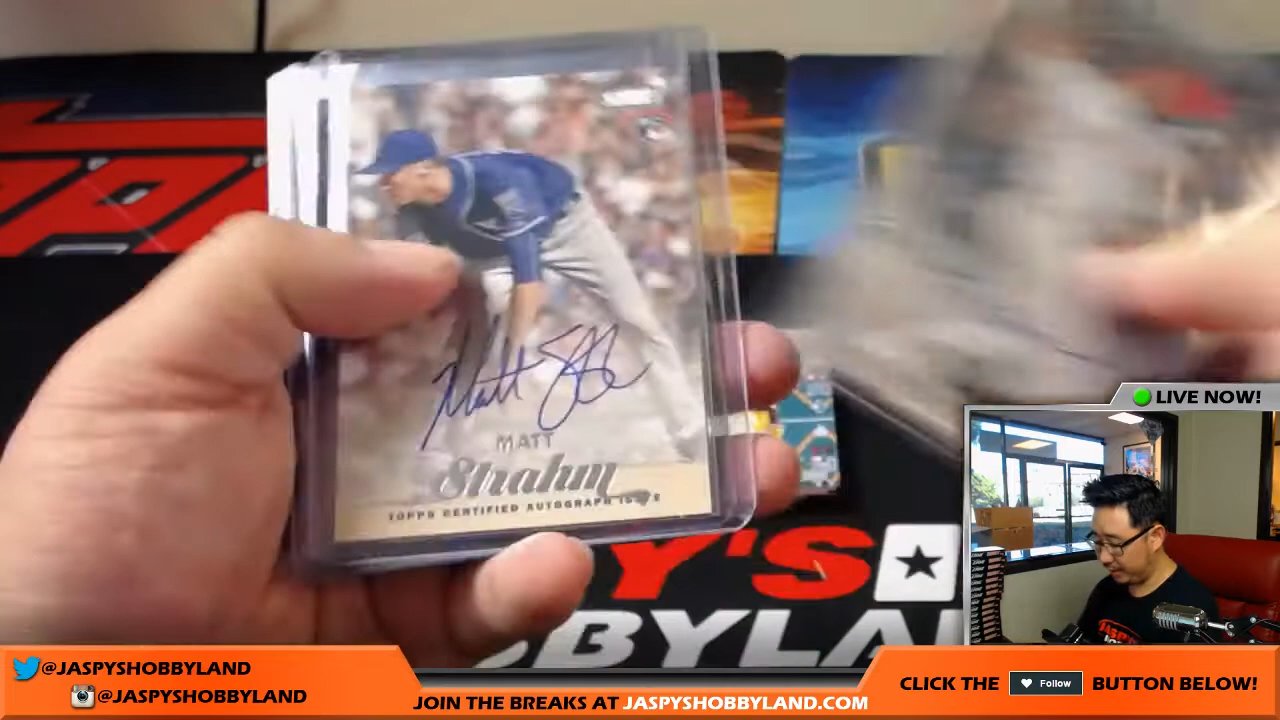 Matt
MATT
Strahm
TOPPS CERTIFIED AUTOGRAPH ISSUE
Y'S
BBYLA
LIVE NOW!
@JASPYSHOBBYLAND
@JASPYSHOBBYLAND
JOIN THE BREAKS AT JASPYSHOBBYLAND.COM
CLICK THE Follow BUTTON BELOW!